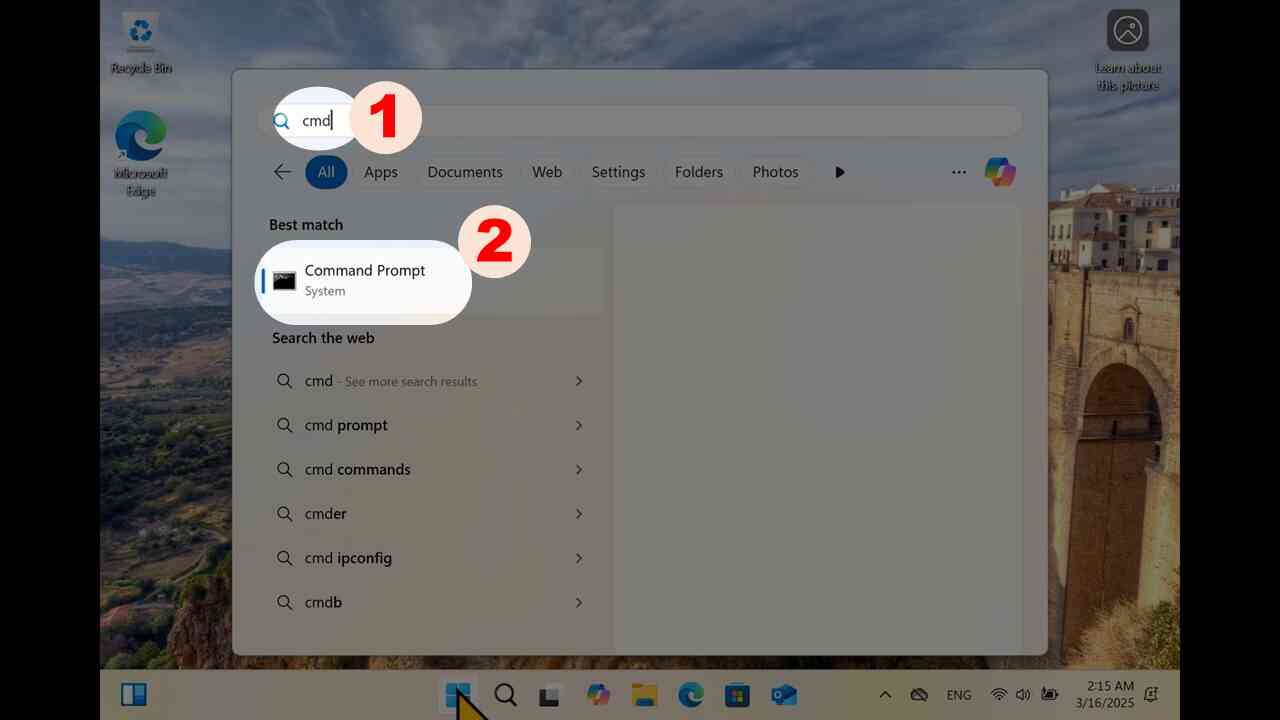 Recycle Bin
Learn about
this picture
Microsoft
Edge
cmd
1
All Apps Documents Web Settings Folders Photos
Best match
2
Command Prompt
System
Search the web
cmd - See more search results
cmd prompt
cmd commands
cmder
cmd ipconfig
cmdb
ENG
2:15 AM
3/16/2025